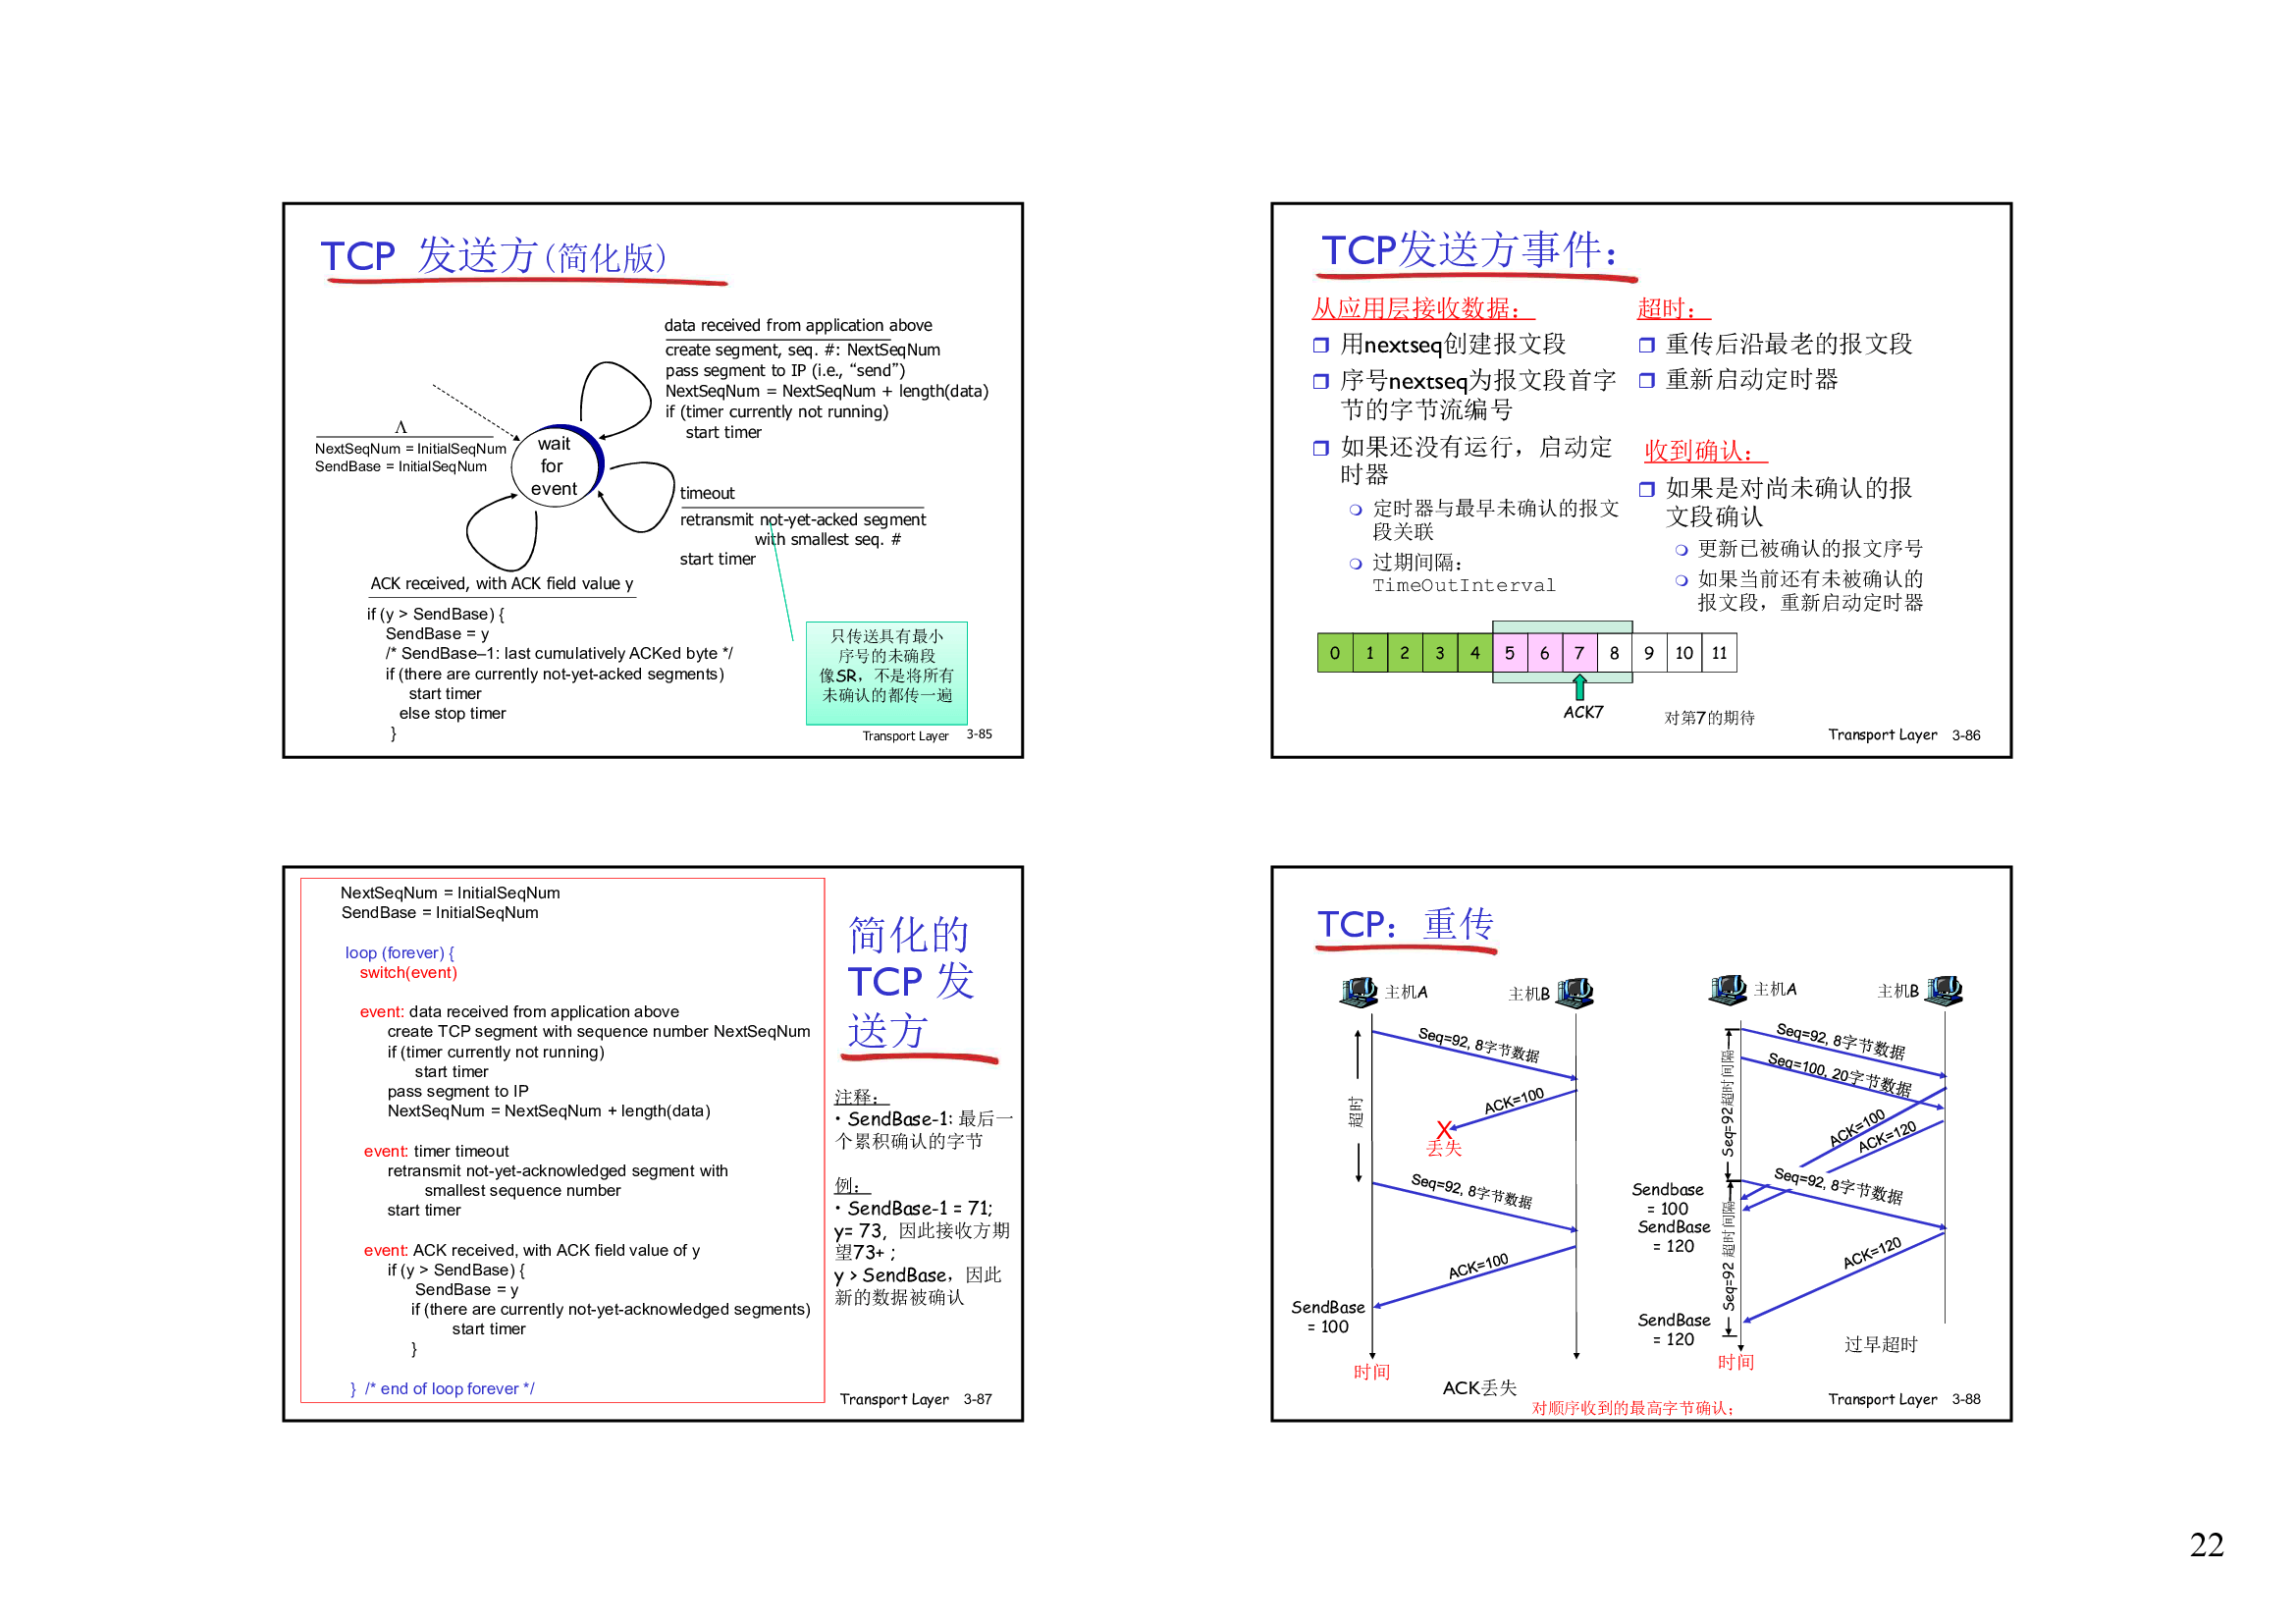 TCP 发送方(简化版)
data received from application above
create segment, seq. #: NextSeqNum
pass segment to IP (i.e., “send”)
NextSeqNum = NextSeqNum + length(data)
if (timer currently not running)
start timer
Λ
NextSeqNum = InitialSeqNum
SendBase = InitialSeqNum
wait
for
event
timeout
retransmit not-yet-acked segment
with smallest seq. #
start timer
ACK received, with ACK field value y
if (y > SendBase) {
SendBase = y
/* SendBase–1: last cumulatively ACKed byte */
if (there are currently not-yet-acked segments)
start timer
else stop timer
}
只传送具有最小
序号的未确段
像SR，不是将所有
未确认的都传一遍
Transport Layer 3-85
TCP发送方事件：
从应用层接收数据：
用nextseq创建报文段
序号nextseq为报文段首字
节的字节流编号
如果还没有运行，启动定
时器
定时器与最早未确认的报文
段关联
过期间隔：
TimeOutInterval
超时：
重传后沿最老的报文段
重新启动定时器
收到确认：
如果是对尚未确认的报
文段确认
更新已被确认的报文序号
如果当前还有未被确认的
报文段，重新启动定时器
0 1 2 3 4 5 6 7 8 9 10 11
ACK7
对第7的期待
Transport Layer 3-86
NextSeqNum = InitialSeqNum
SendBase = InitialSeqNum
loop (forever) {
switch(event)
event: data received from application above
create TCP segment with sequence number NextSeqNum
if (timer currently not running)
start timer
pass segment to IP
NextSeqNum = NextSeqNum + length(data)
event: timer timeout
retransmit not-yet-acknowledged segment with
smallest sequence number
start timer
event: ACK received, with ACK field value of y
if (y > SendBase) {
SendBase = y
if (there are currently not-yet-acknowledged segments)
start timer
}
} /* end of loop forever */
简化的
TCP 发
送方
注释：
• SendBase-1: 最后一
个累积确认的字节
例：
• SendBase-1 = 71;
y= 73, 因此接收方期
望73+ ;
y > SendBase，因此
新的数据被确认
Transport Layer 3-87
TCP：重传
主机A
主机B
Seq=92, 8字节数据
ACK=100
超时
X
丢失
Seq=92, 8字节数据
ACK=100
SendBase
= 100
时间
ACK丢失
主机A
主机B
Seq=92, 8字节数据
Seq=100, 20字节数据
Seq=92超时间隔
ACK=100
ACK=120
Seq=92, 8字节数据
Sendbase
= 100
SendBase
= 120
Seq=92 超时间隔
ACK=120
SendBase
= 120
时间
过早超时
对顺序收到的最高字节确认；
Transport Layer 3-88
22